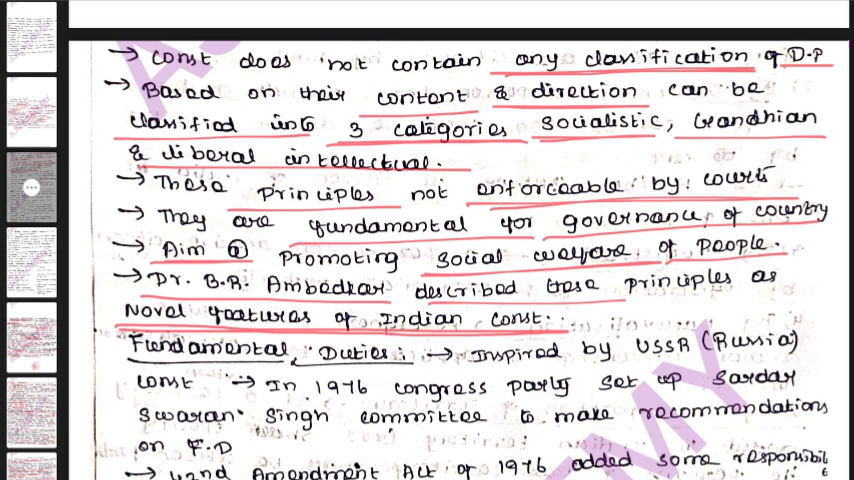 → Const does not contain any classification of D.P
→ Based on their content & direction can be
classified into 3 categories Socialistic, Gandhian
& liberal intellectual.
→ These principles not enforceable by courts
→ They are fundamental for governance of country
→ Aim @ promoting social welfare of people.
→ Dr. B.R. Ambedkar described these principles as
Novel features of Indian Const.
Fundamental Duties: → Inspired by USSR (Russia)
const → In 1976 congress party set up Sardar
Swaran Singh committee to make recommendations
on F.D
→ 42nd Amendment Act of 1976 added some responsibil
6
EMY